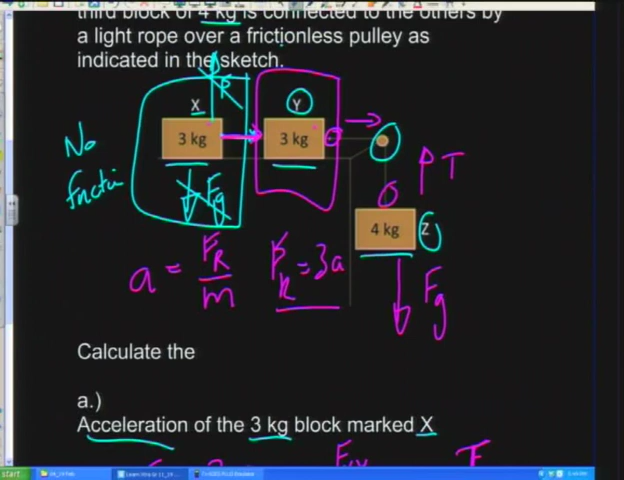 third block of 4 kg is connected to the others by
a light rope over a frictionless pulley as
indicated in the sketch.
X
Y
3 kg
3 kg
No
Fg
T
4 kg
Z
a = FR/m
FR = 3a
Fg
Calculate the
a.)
Acceleration of the 3 kg block marked X
start